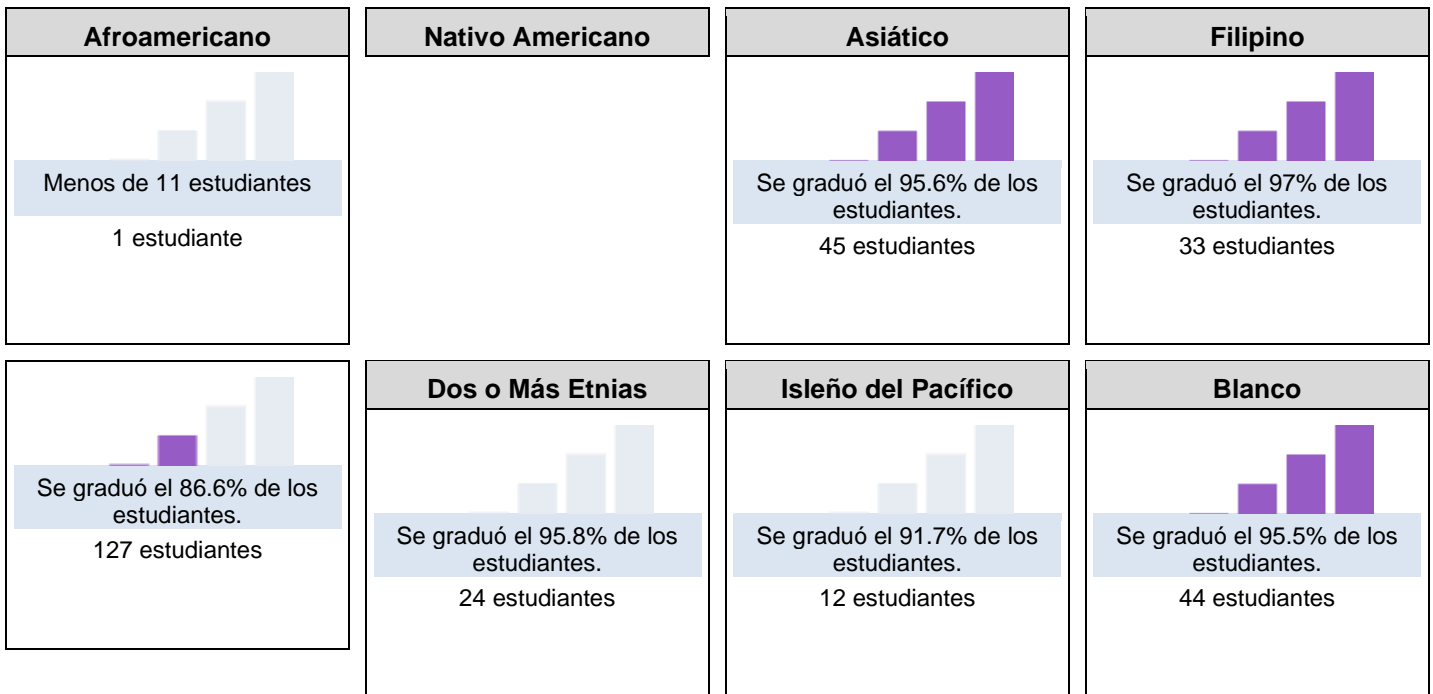 Afroamericano
Menos de 11 estudiantes
1 estudiante
Nativo Americano
Asiático
Se graduó el 95.6% de los
estudiantes.
45 estudiantes
Filipino
Se graduó el 97% de los
estudiantes.
33 estudiantes
Se graduó el 86.6% de los
estudiantes.
127 estudiantes
Dos o Más Etnias
Se graduó el 95.8% de los
estudiantes.
24 estudiantes
Isleño del Pacífico
Se graduó el 91.7% de los
estudiantes.
12 estudiantes
Blanco
Se graduó el 95.5% de los
estudiantes.
44 estudiantes